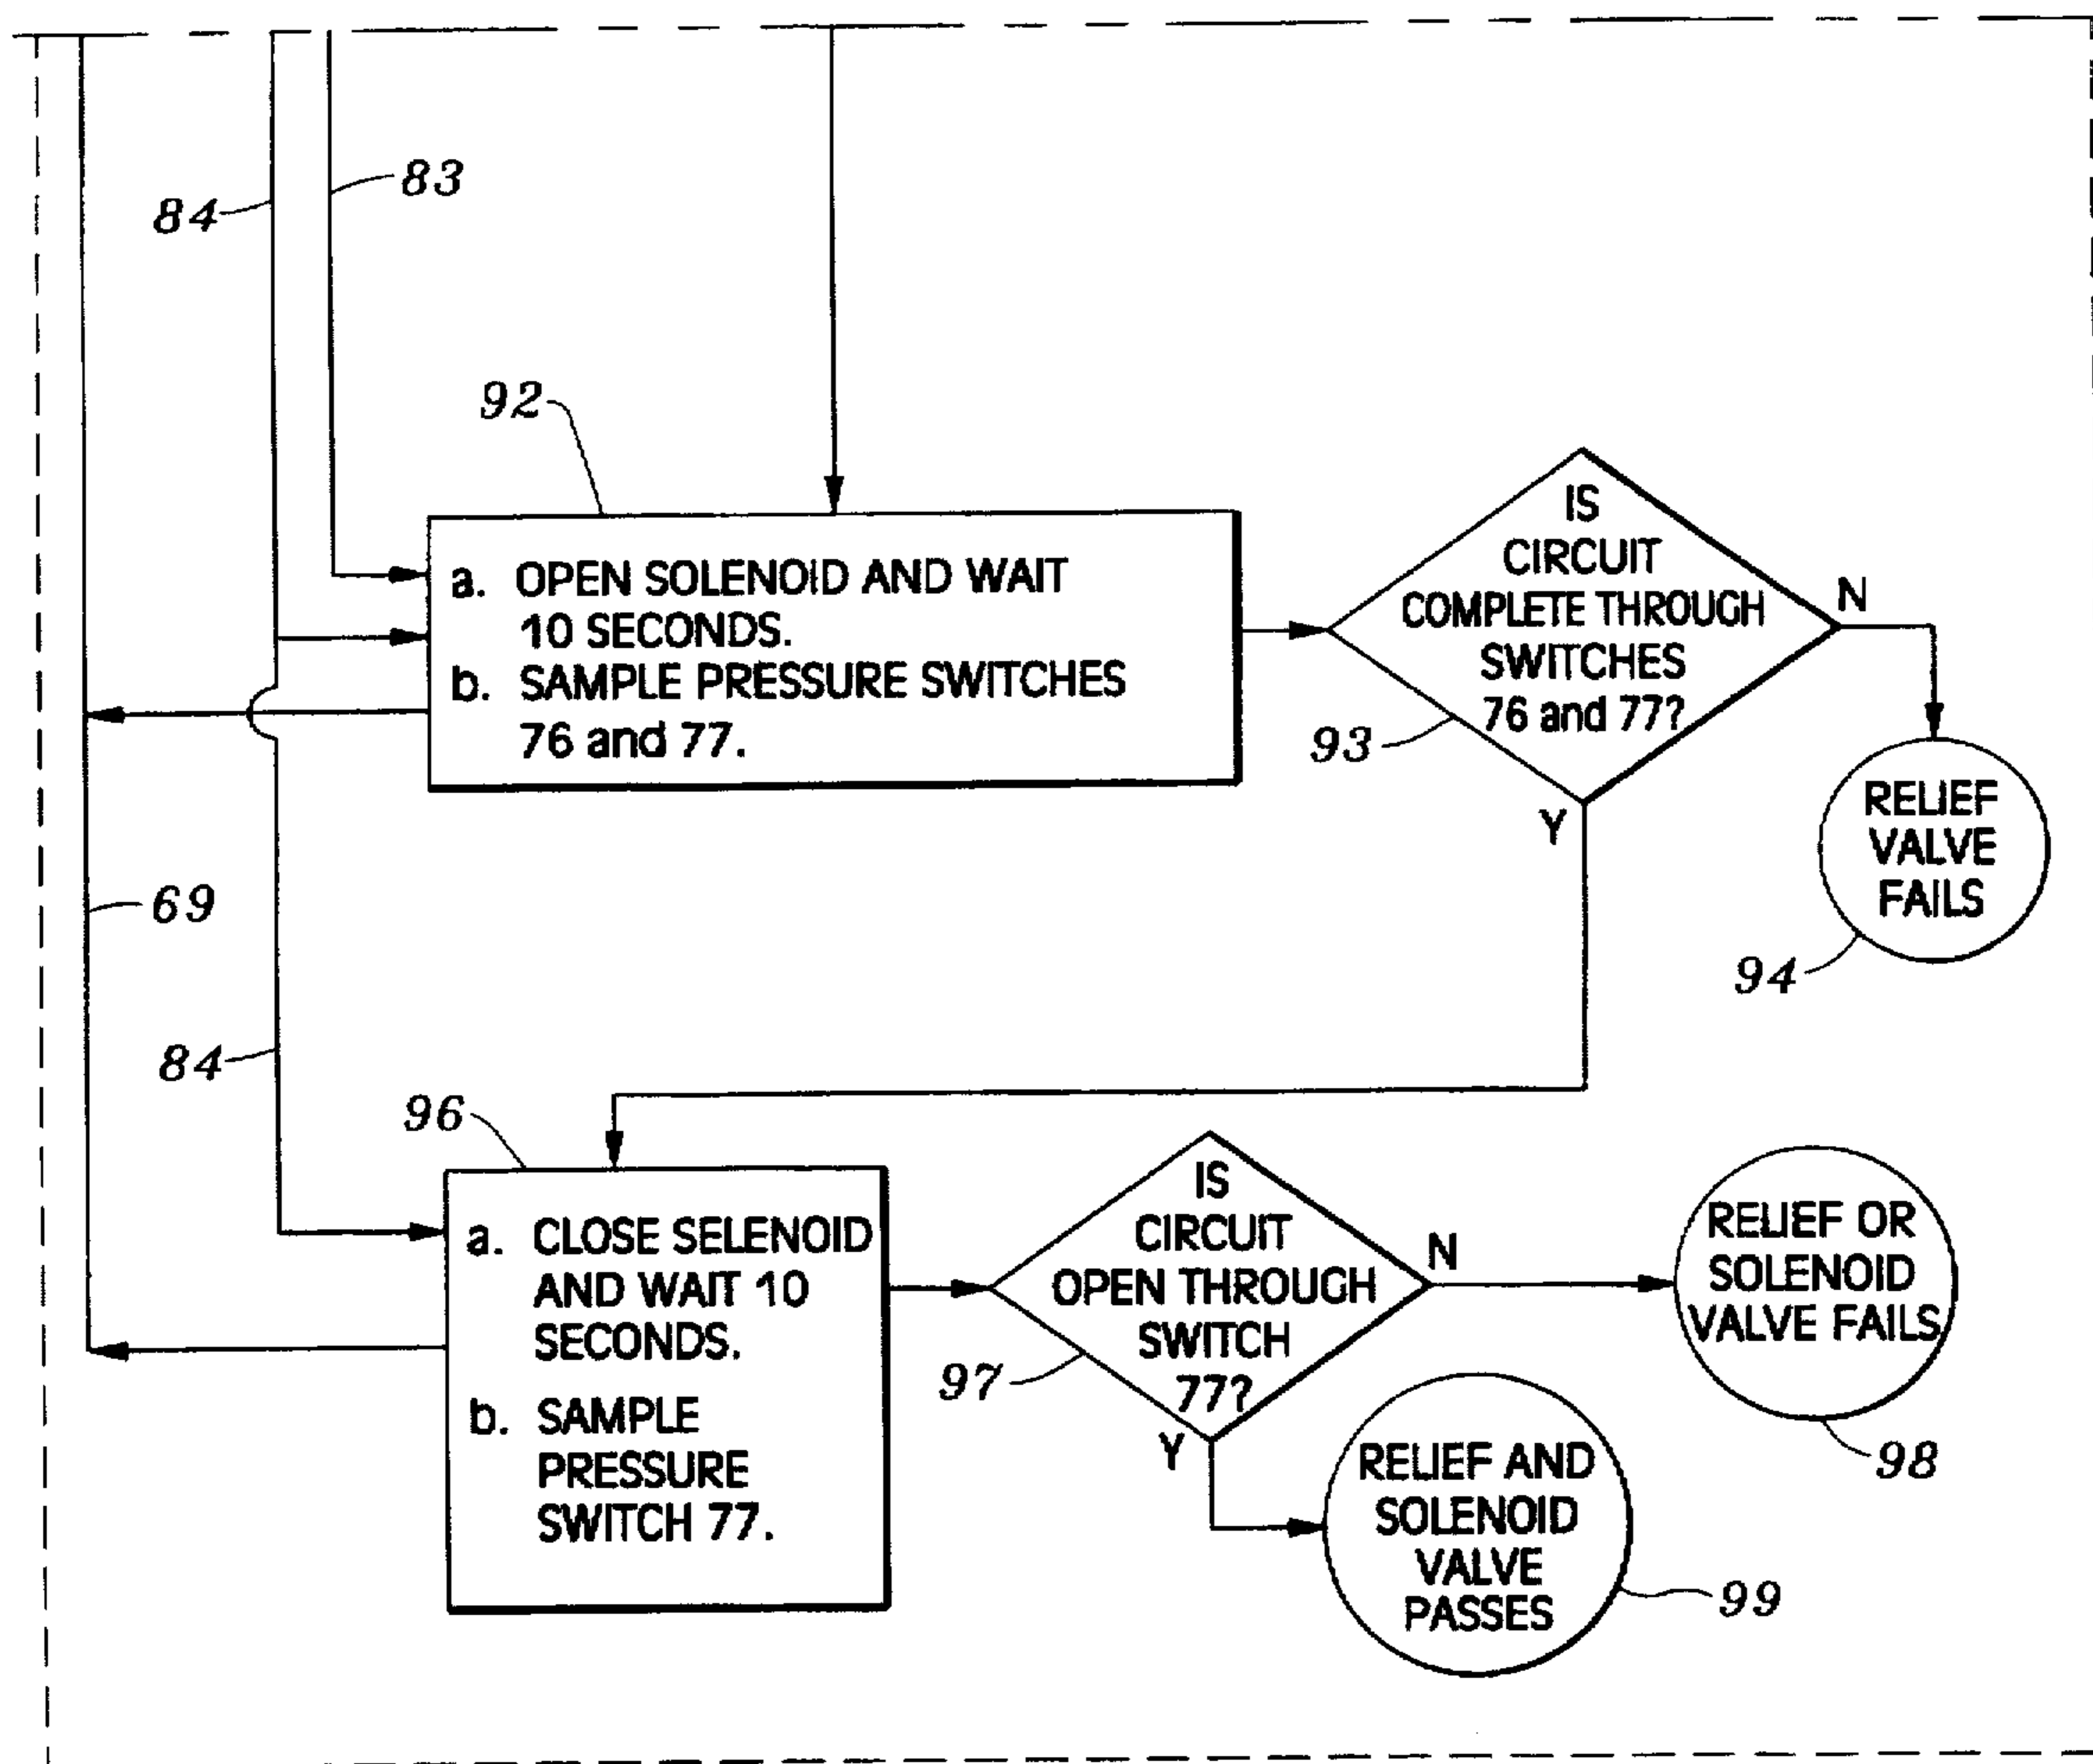 83
84
92
a. OPEN SOLENOID AND WAIT
10 SECONDS.
b. SAMPLE PRESSURE SWITCHES
76 and 77.
IS
CIRCUIT
COMPLETE THROUGH
SWITCHES
76 and 77?
N
Y
93
RELIEF
VALVE
FAILS
94
69
84
96
a. CLOSE SELENOID
AND WAIT 10
SECONDS.
b. SAMPLE
PRESSURE
SWITCH 77.
IS
CIRCUIT
OPEN THROUGH
SWITCH
77?
N
Y
97
RELIEF OR
SOLENOID
VALVE FAILS
98
RELIEF AND
SOLENOID
VALVE
PASSES
99